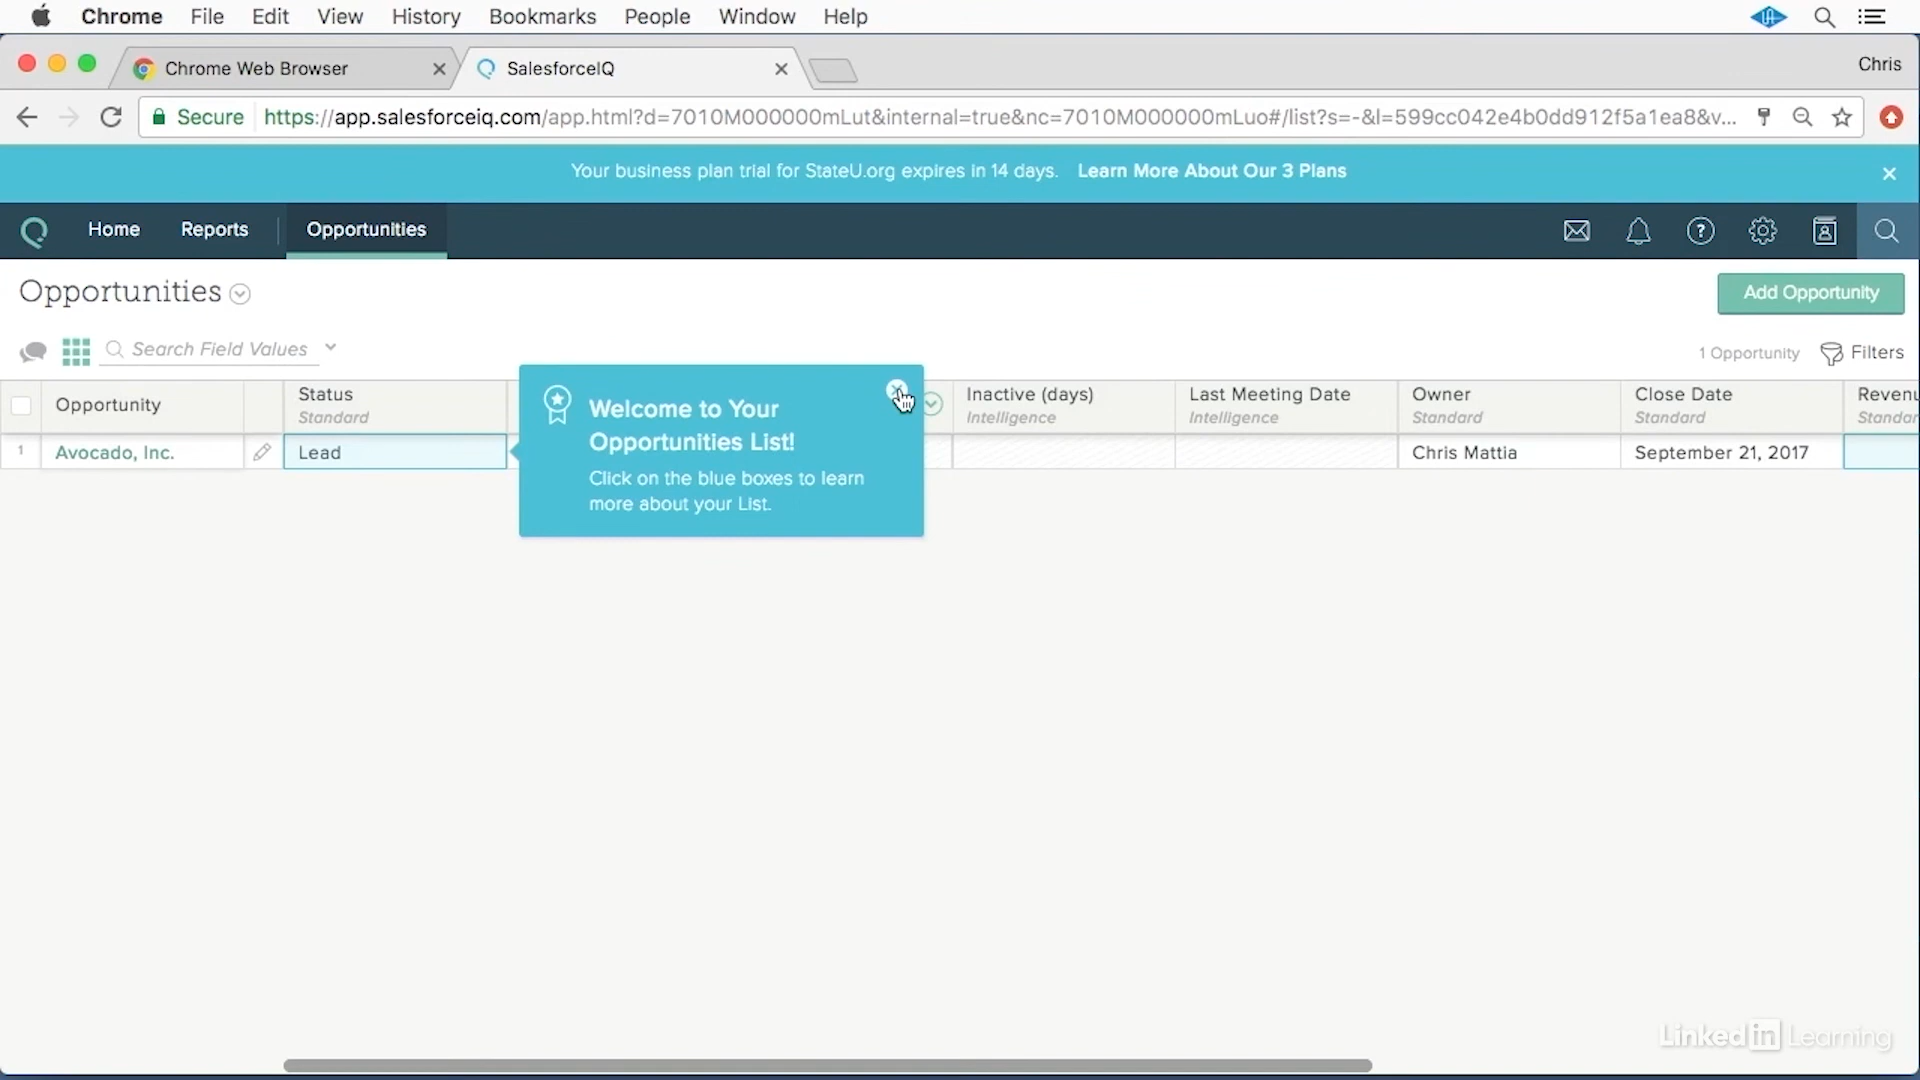 Chrome File Edit View History Bookmarks People Window Help
Chrome Web Browser
SalesforceIQ
Chris
Secure
https://app.salesforceiq.com/app.html?d=7010M000000mLut&internal=true&nc=7010M000000mLuo#/list?s=-&l=599cc042e4b0dd912f5a1ea8&v...
Your business plan trial for StateU.org expires in 14 days. Learn More About Our 3 Plans
Home Reports Opportunities
Opportunities
Add Opportunity
Search Field Values
1 Opportunity
Filters
Opportunity
Status
Standard
Inactive (days)
Intelligence
Last Meeting Date
Intelligence
Owner
Standard
Close Date
Standard
Revenu
Standar
1 Avocado, Inc. Lead Chris Mattia September 21, 2017
Welcome to Your
Opportunities List!
Click on the blue boxes to learn
more about your List.
Linked in Learning